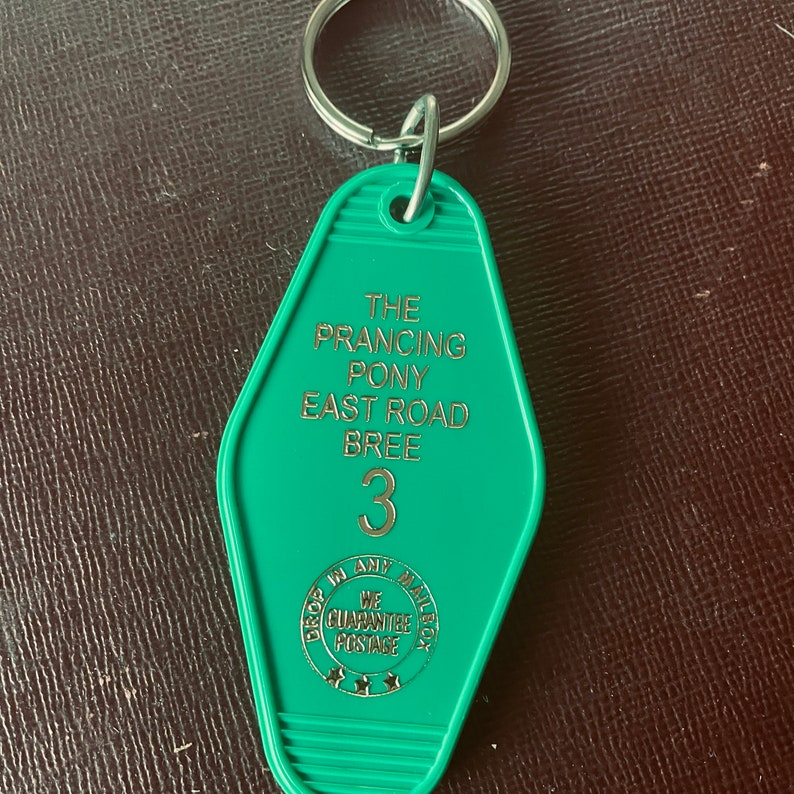 THE
PRANCING
PONY
EAST ROAD
BREE
3
DROP IN ANY MAILBOX
WE
GUARANTEE
POSTAGE